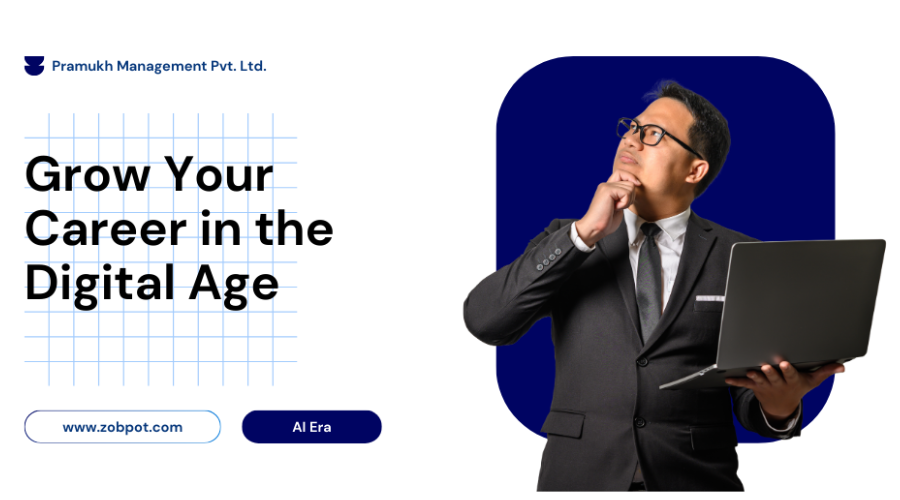 Pramukh Management Pvt. Ltd.
Grow Your
Career in the
Digital Age
www.zobpot.com
AI Era